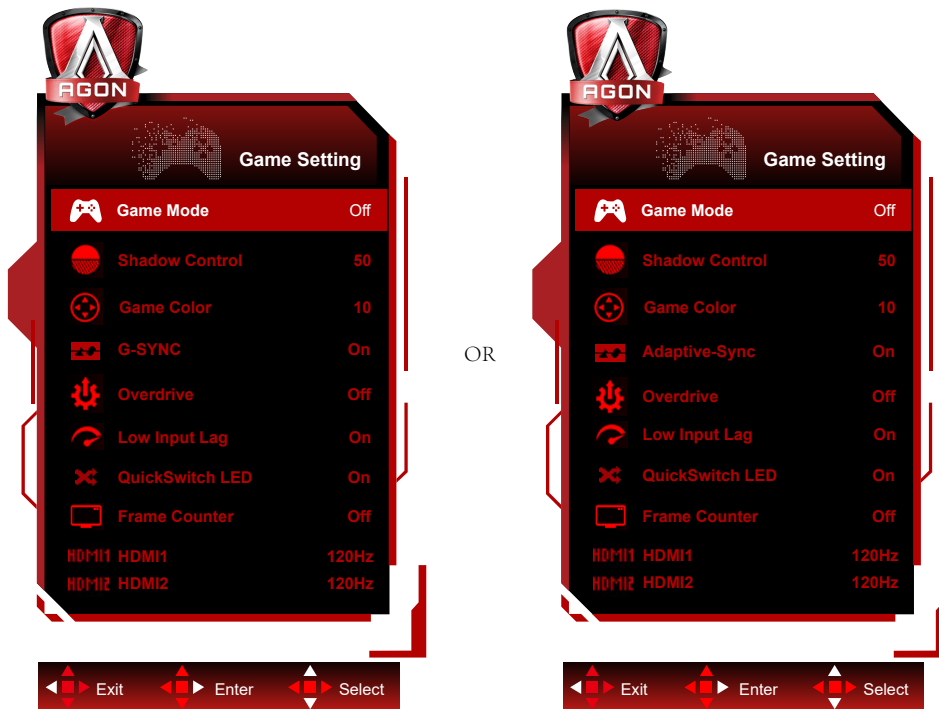 AGON
Game Setting
Game Mode Off
Shadow Control 50
Game Color 10
G-SYNC On
Overdrive Off
Low Input Lag On
QuickSwitch LED On
Frame Counter Off
HDMI1 HDMI1 120Hz
HDMI2 HDMI2 120Hz
Exit Enter Select
OR
AGON
Game Setting
Game Mode Off
Shadow Control 50
Game Color 10
Adaptive-Sync On
Overdrive Off
Low Input Lag On
QuickSwitch LED On
Frame Counter Off
HDMI1 HDMI1 120Hz
HDMI2 HDMI2 120Hz
Exit Enter Select